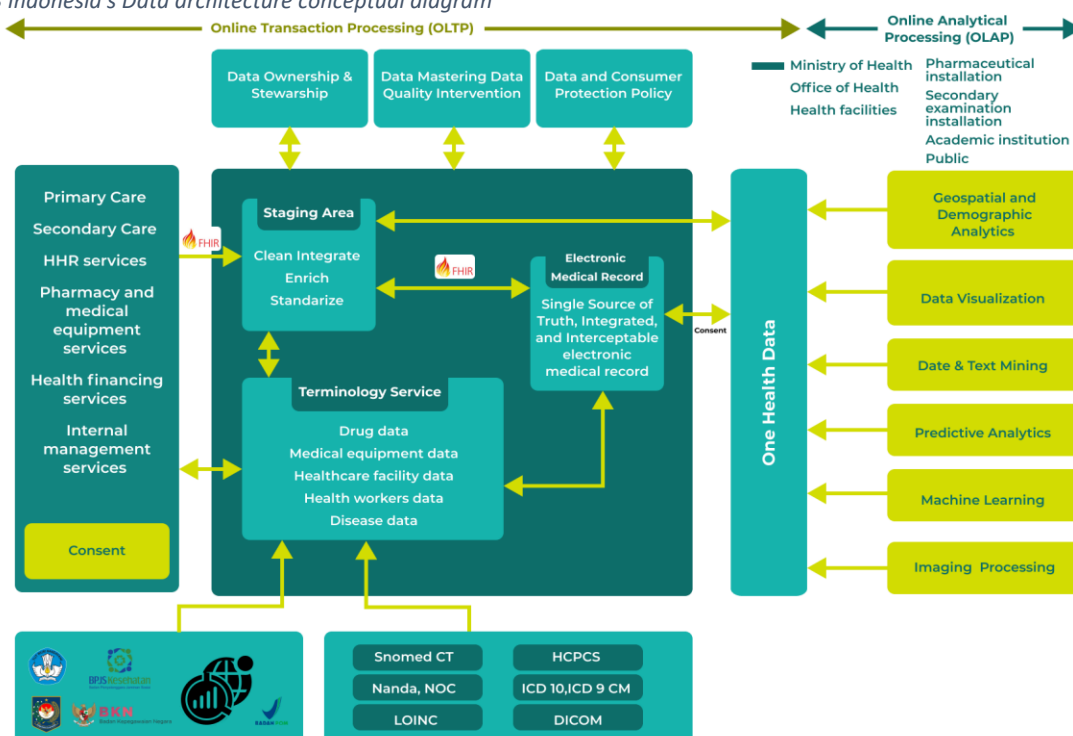 Indonesia's Data architecture conceptual diagram
Online Transaction Processing (OLTP)
Online Analytical
Processing (OLAP)
Data Ownership &
Stewarship
Data Mastering Data
Quality Intervention
Data and Consumer
Protection Policy
Ministry of Health
Office of Health
Health facilities
Pharmaceutical
installation
Secondary
examination
installation
Academic institution
Public
Primary Care
Secondary Care
HHR services
Pharmacy and
medical
equipment
services
Health financing
services
Internal
management
services
Consent
FHIR
Staging Area
Clean Integrate
Enrich
Standarize
FHIR
Electronic
Medical Record
Single Source of
Truth, Integrated,
and Interceptable
electronic
medical record
Consent
Terminology Service
Drug data
Medical equipment data
Healthcare facility data
Health workers data
Disease data
One Health Data
Geospatial and
Demographic
Analytics
Data Visualization
Date & Text Mining
Predictive Analytics
Machine Learning
Imaging Processing
BPJS Kesehatan
BKN
Badan Kepegawaian Negara
BADAN POM
Snomed CT
HCPCS
Nanda, NOC
ICD 10,ICD 9 CM
LOINC
DICOM